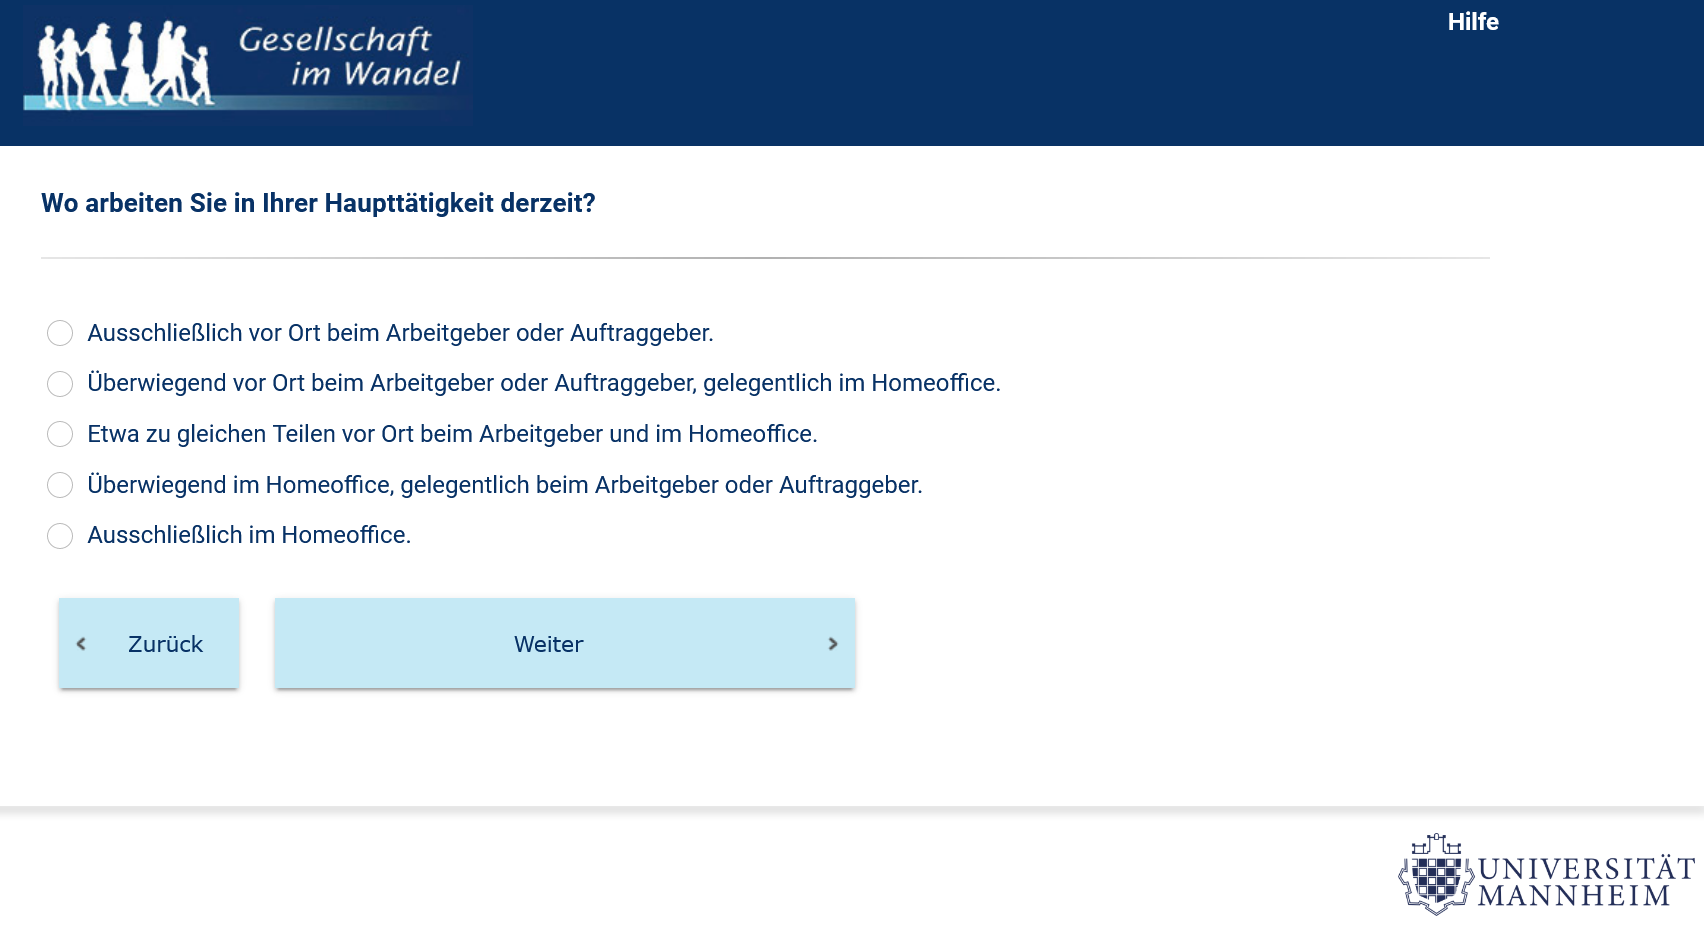 Gesellschaft
im Wandel
Hilfe
Wo arbeiten Sie in Ihrer Haupttätigkeit derzeit?
Ausschließlich vor Ort beim Arbeitgeber oder Auftraggeber.
Überwiegend vor Ort beim Arbeitgeber oder Auftraggeber, gelegentlich im Homeoffice.
Etwa zu gleichen Teilen vor Ort beim Arbeitgeber und im Homeoffice.
Überwiegend im Homeoffice, gelegentlich beim Arbeitgeber oder Auftraggeber.
Ausschließlich im Homeoffice.
Zurück
Weiter
UNIVERSITÄT
MANNHEIM